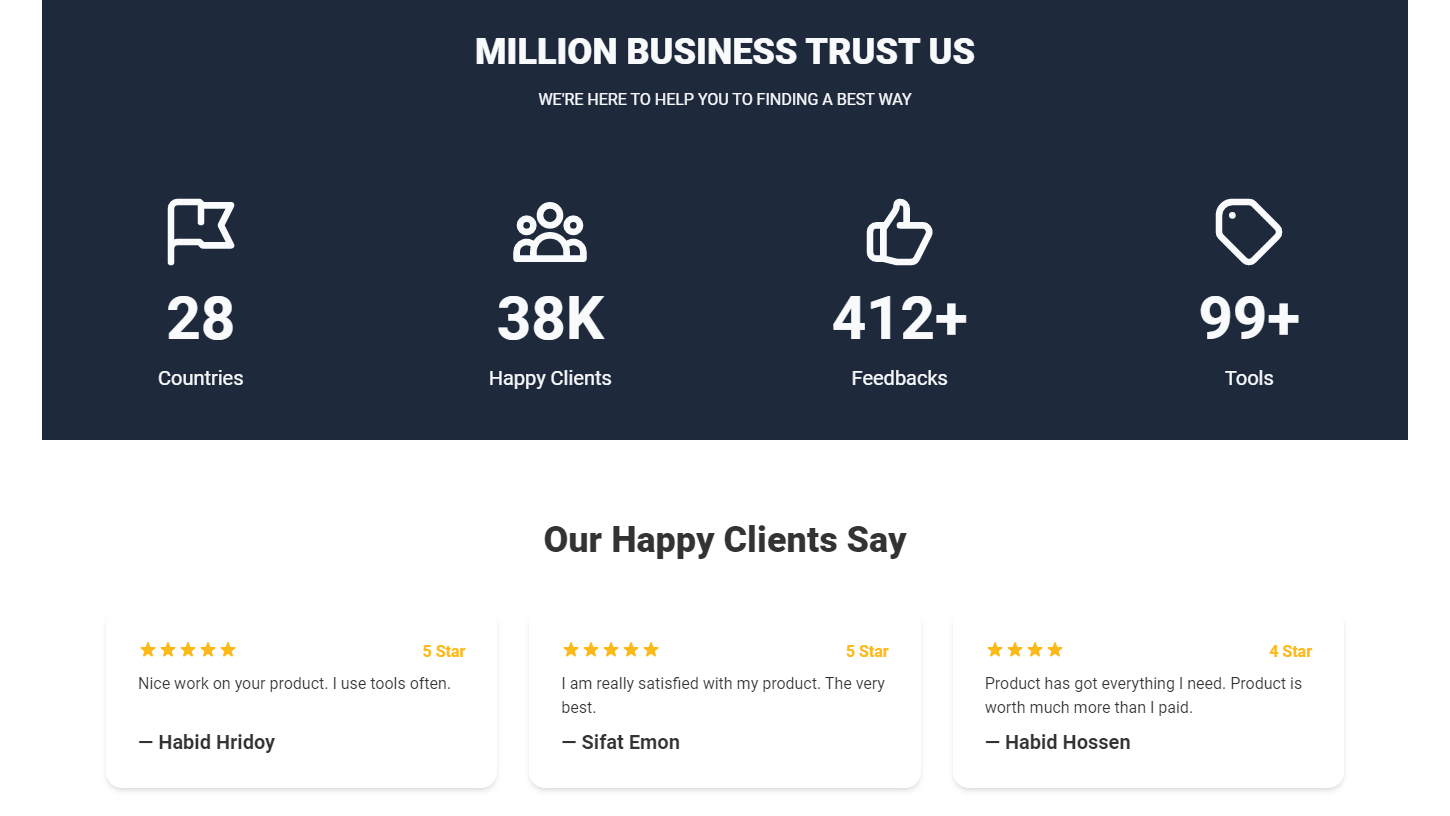 MILLION BUSINESS TRUST US
WE'RE HERE TO HELP YOU TO FINDING A BEST WAY
28
38K
412+
99+
Countries
Happy Clients
Feedbacks
Tools
Our Happy Clients Say
5 Star
Nice work on your product. I use tools often.
— Habid Hridoy
5 Star
I am really satisfied with my product. The very
best.
— Sifat Emon
4 Star
Product has got everything I need. Product is
worth much more than I paid.
— Habid Hossen